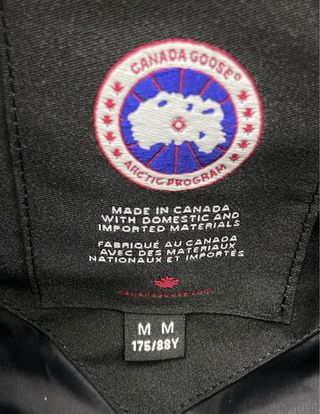 CANADA GOOSE®
ARCTIC PROGRAM
MADE IN CANADA
WITH DOMESTIC AND
IMPORTED MATERIALS
FABRIQUÉ AU CANADA
AVEC DES MATERIAUX
NATIONAUX ET IMPORTÉS
M M
175/88Y